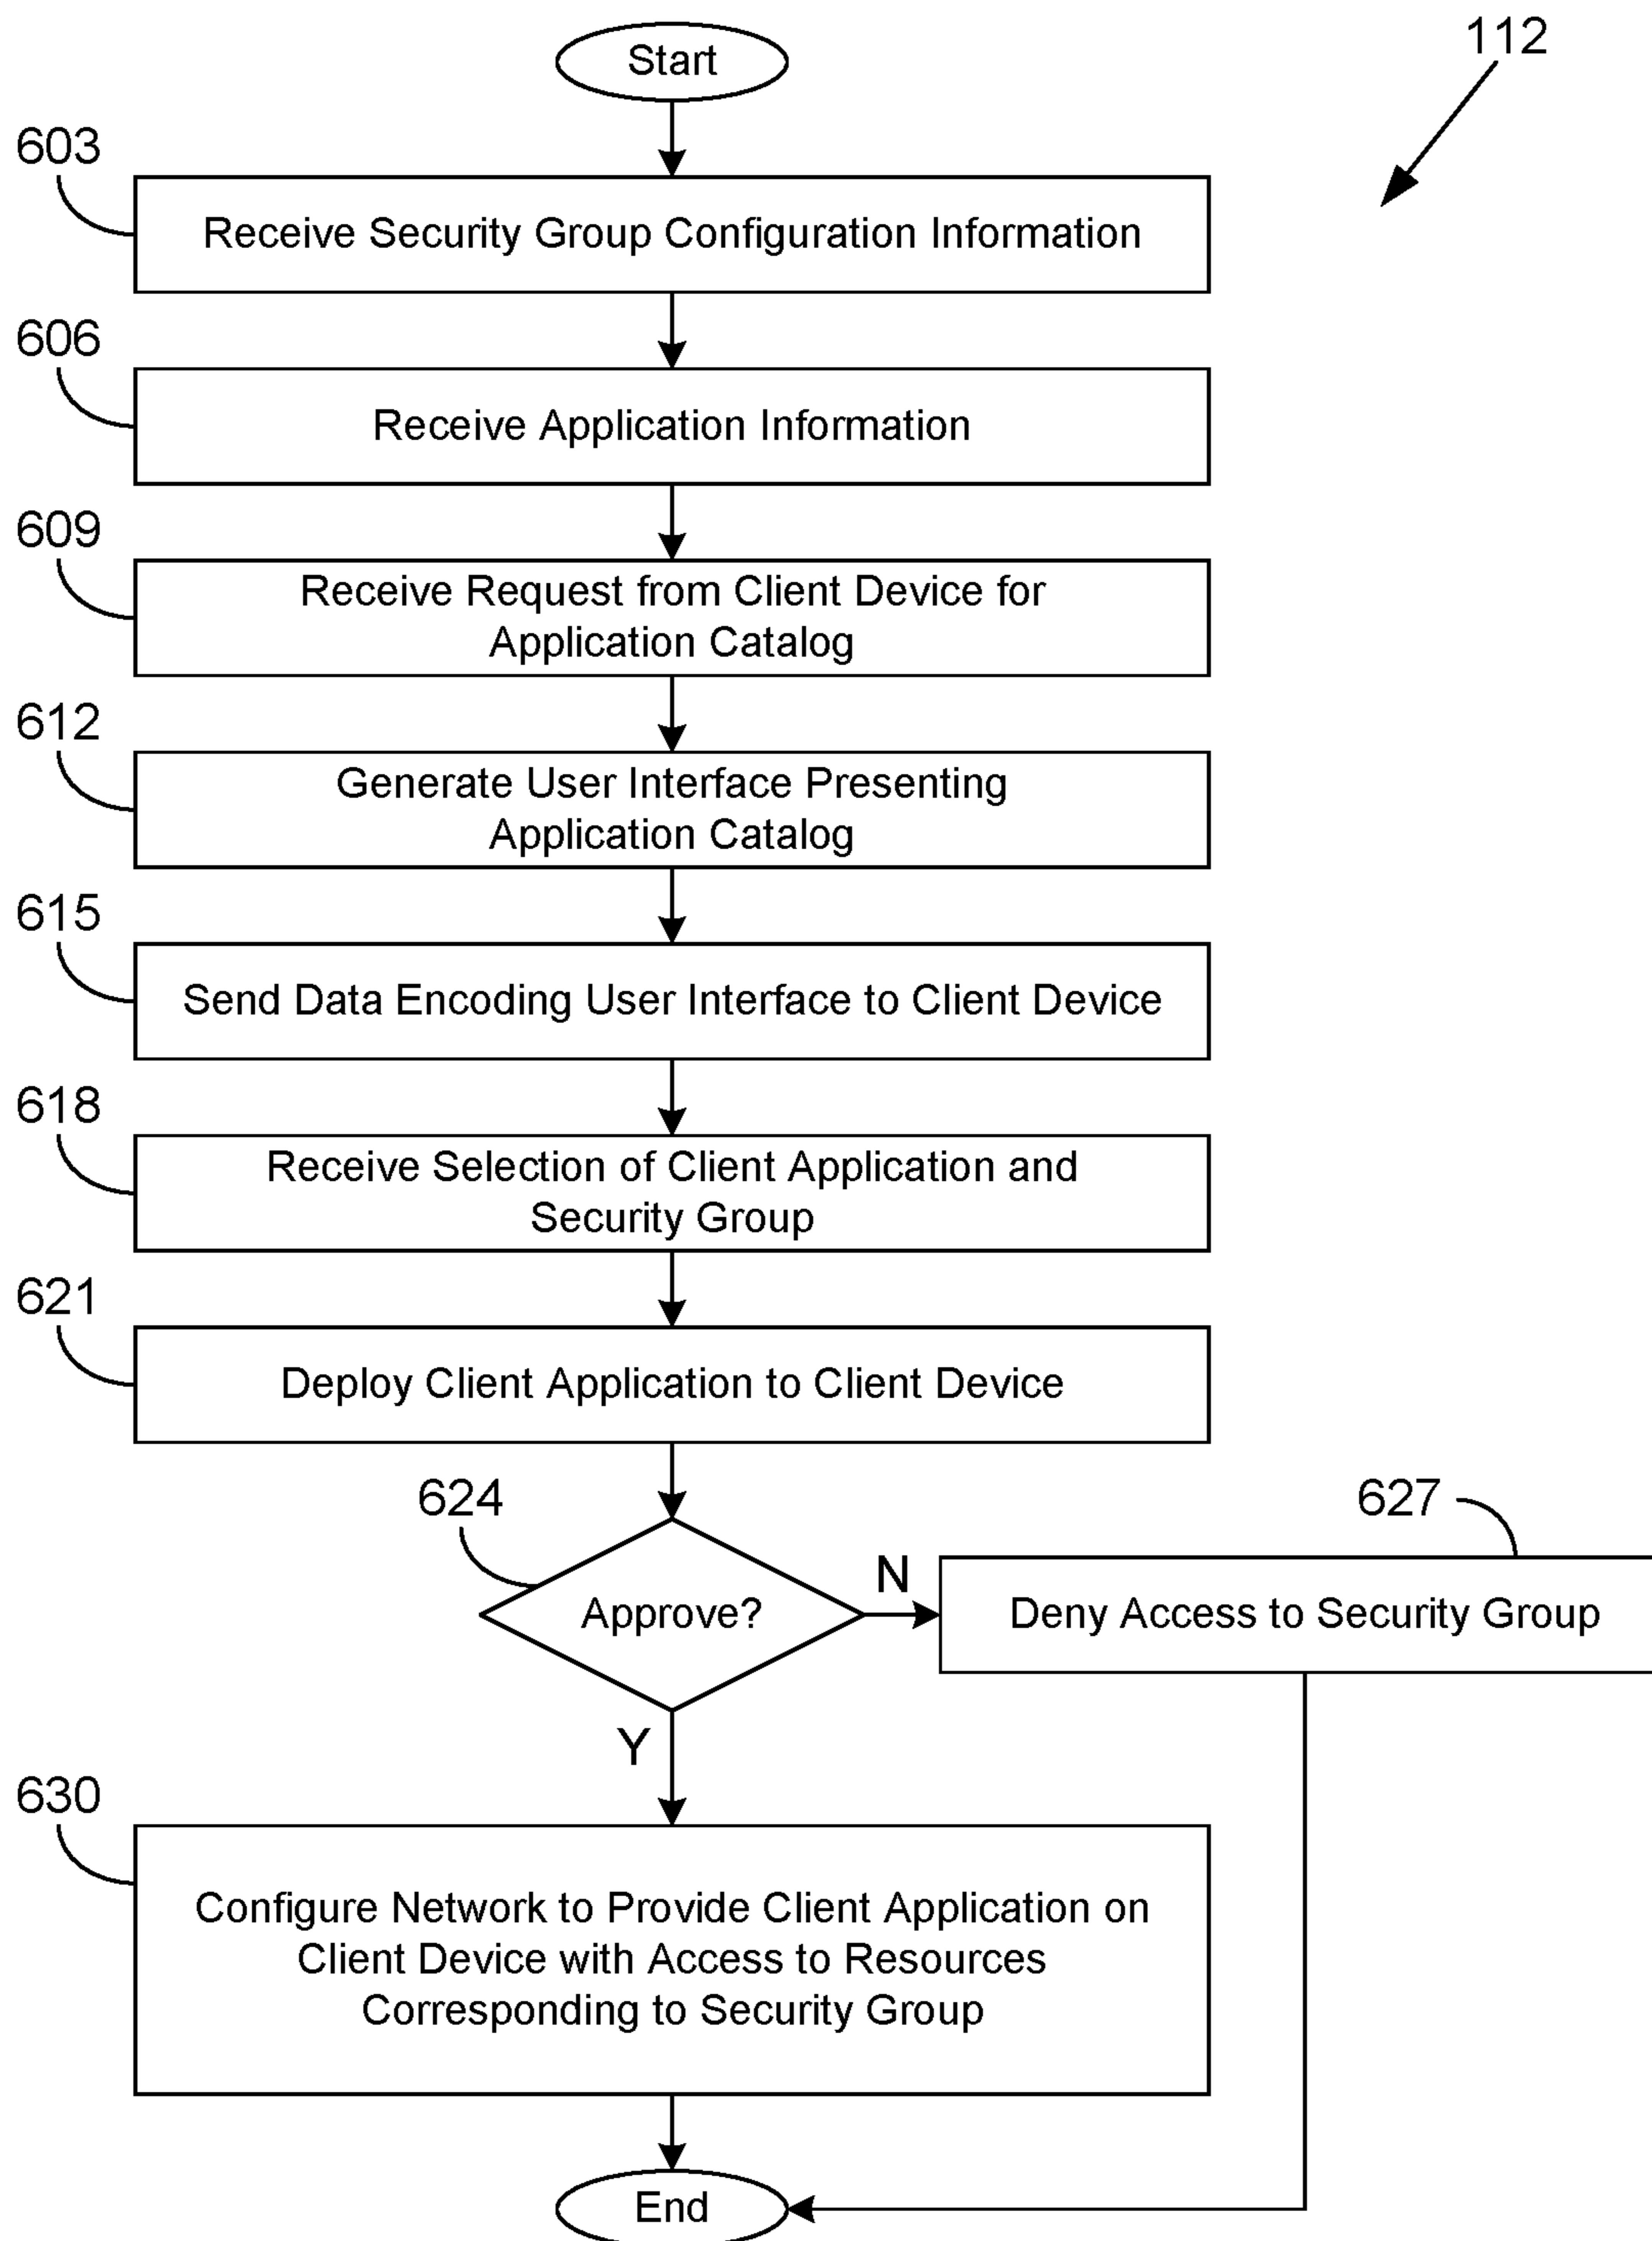 Start
112
603
Receive Security Group Configuration Information
606
Receive Application Information
609
Receive Request from Client Device for
Application Catalog
612
Generate User Interface Presenting
Application Catalog
615
Send Data Encoding User Interface to Client Device
618
Receive Selection of Client Application and
Security Group
621
Deploy Client Application to Client Device
624
Approve?
N
627
Deny Access to Security Group
Y
630
Configure Network to Provide Client Application on
Client Device with Access to Resources
Corresponding to Security Group
End